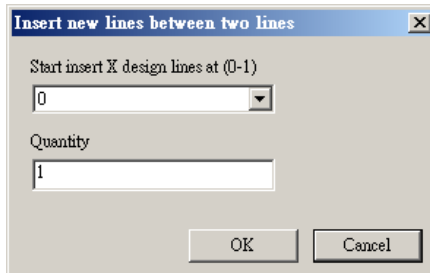 Insert new lines between two lines
Start insert X design lines at (0-1)
0
Quantity
1
OK
Cancel